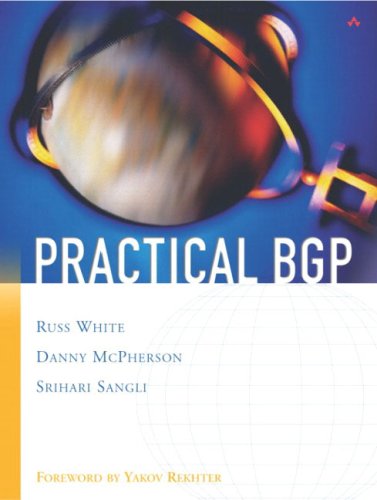 PRACTICAL BGP
RUSS WHITE
DANNY MCPHERSON
SRIHARI SANGLI
FOREWORD BY YAKOV REKHTER